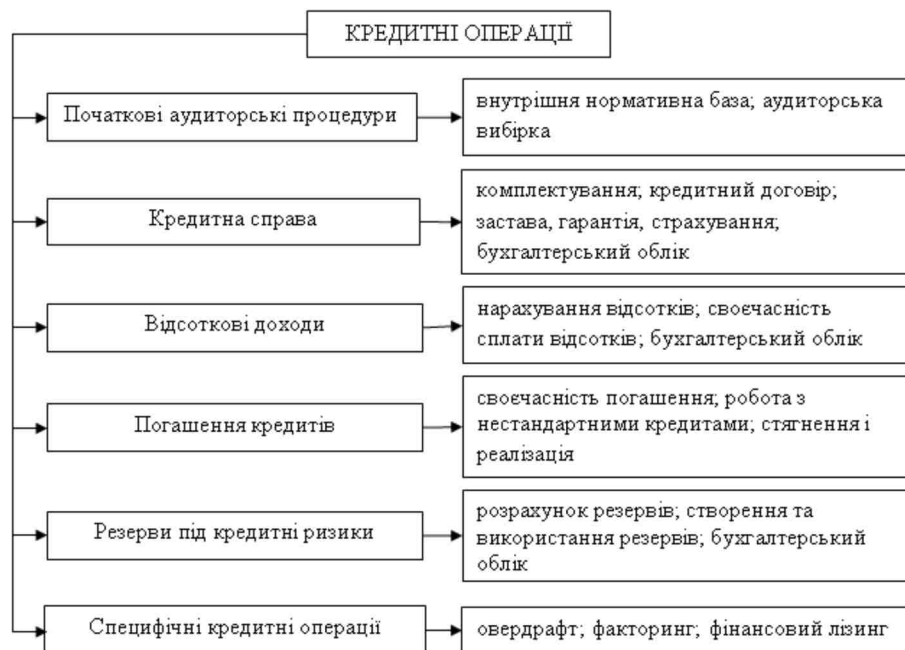 КРЕДИТНІ ОПЕРАЦІЇ
Початкові аудиторські процедури
внутрішня нормативна база; аудиторська
вибірка
Кредитна справа
комплектування; кредитний договір;
застава, гарантія, страхування;
бухгалтерський облік
Відсоткові доходи
нарахування відсотків; своєчасність
сплати відсотків; бухгалтерський облік
Погашення кредитів
своєчасність погашення; робота з
нестандартними кредитами; стягнення і
реалізація
Резерви під кредитні ризики
розрахунок резервів; створення та
використання резервів; бухгалтерський
облік
Специфічні кредитні операції
овердрафт; факторинг; фінансовий лізинг